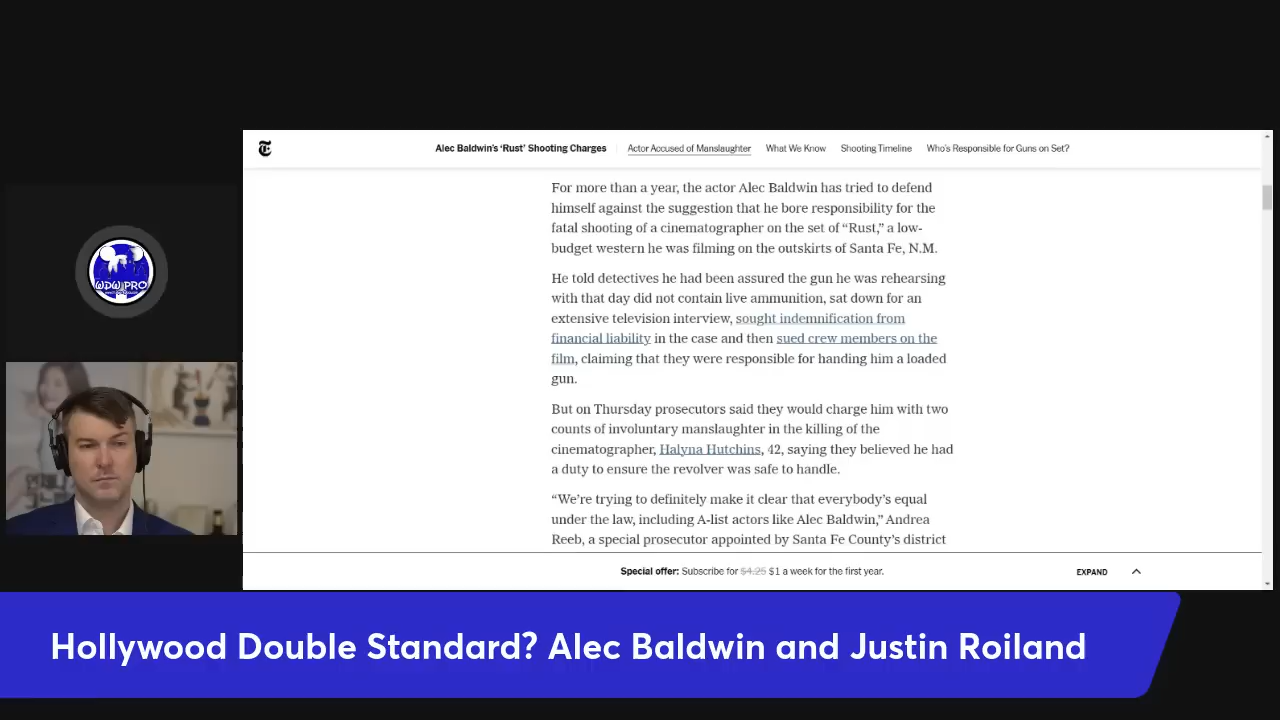 Alec Baldwin's 'Rust' Shooting Charges
Actor Accused of Manslaughter
What We Know
Shooting Timeline
Who's Responsible for Guns on Set?
For more than a year, the actor Alec Baldwin has tried to defend
himself against the suggestion that he bore responsibility for the
fatal shooting of a cinematographer on the set of “Rust,” a low-
budget western he was filming on the outskirts of Santa Fe, N.M.
He told detectives he had been assured the gun he was rehearsing
with that day did not contain live ammunition, sat down for an
extensive television interview, sought indemnification from
financial liability in the case and then sued crew members on the
film, claiming that they were responsible for handing him a loaded
gun.
But on Thursday prosecutors said they would charge him with two
counts of involuntary manslaughter in the killing of the
cinematographer, Halyna Hutchins, 42, saying they believed he had
a duty to ensure the revolver was safe to handle.
“We're trying to definitely make it clear that everybody's equal
under the law, including A-list actors like Alec Baldwin,” Andrea
Reeb, a special prosecutor appointed by Santa Fe County's district
Special offer: Subscribe for $4.25 $1 a week for the first year.
EXPAND
WDW PRO
Hollywood Double Standard? Alec Baldwin and Justin Roiland